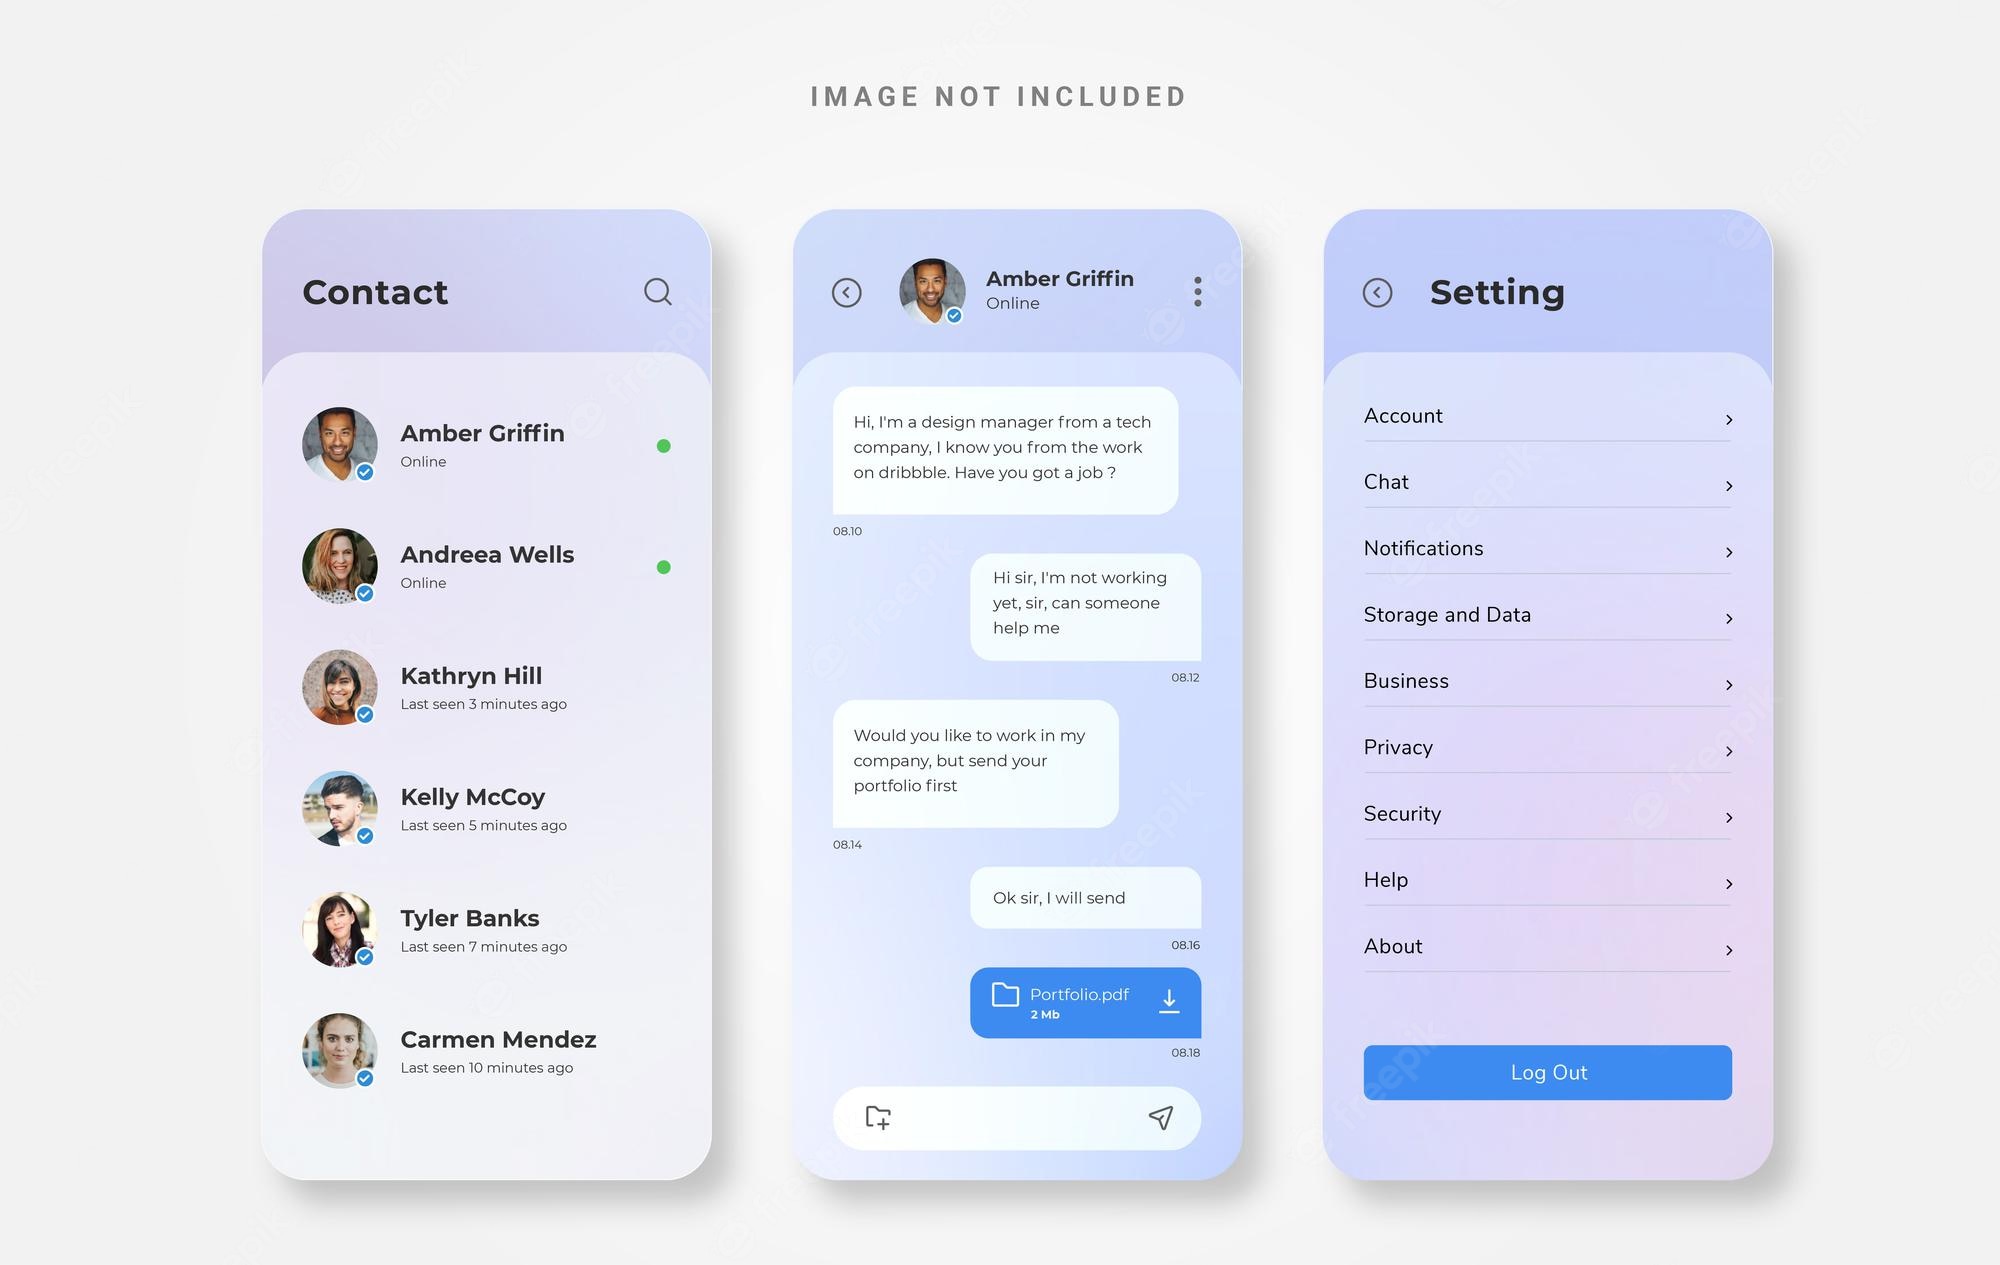 IMAGE NOT INCLUDED
Contact
Amber Griffin
Online
Andreea Wells
Online
Kathryn Hill
Last seen 3 minutes ago
Kelly McCoy
Last seen 5 minutes ago
Tyler Banks
Last seen 7 minutes ago
Carmen Mendez
Last seen 10 minutes ago
Amber Griffin
Online
Hi, I'm a design manager from a tech
company, I know you from the work
on dribbble. Have you got a job ?
08.10
Hi sir, I'm not working
yet, sir, can someone
help me
08.12
Would you like to work in my
company, but send your
portfolio first
08.14
Ok sir, I will send
08.16
Portfolio.pdf
2 Mb
08.18
Setting
Account
Chat
Notifications
Storage and Data
Business
Privacy
Security
Help
About
Log Out
freepik